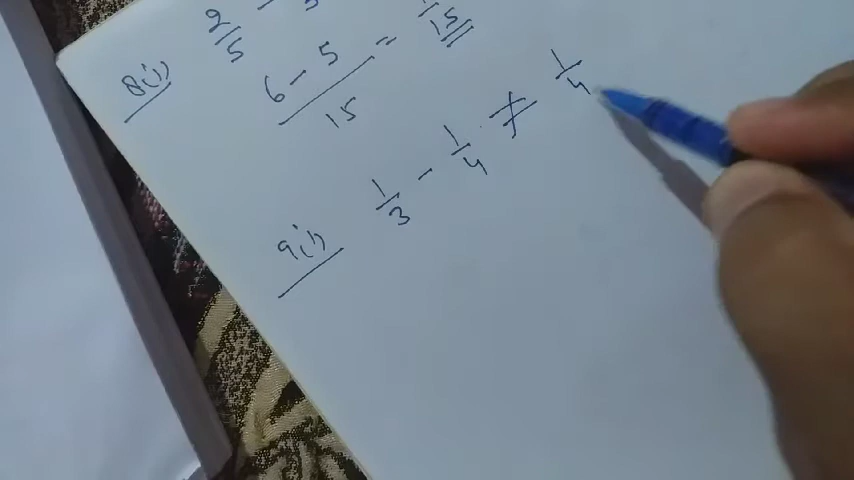 8(i) 2/5 -
6 - 5 / 15 = 1/15
9(i) 1/3 - 1/4 ≠ 1/4